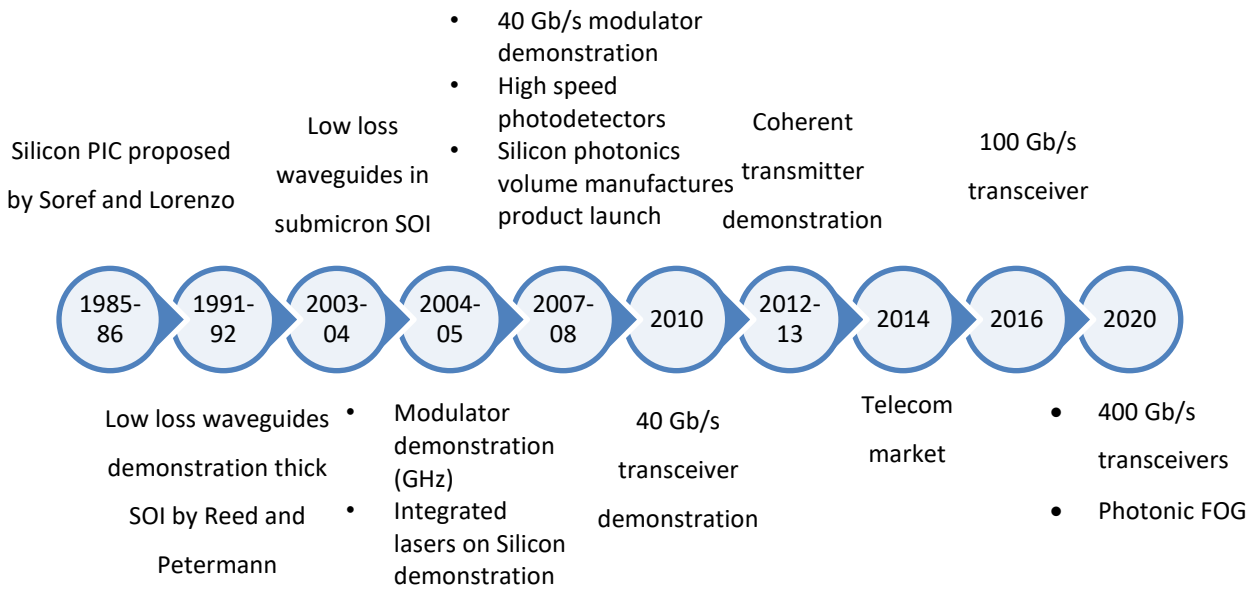 Silicon PIC proposed
by Soref and Lorenzo
Low loss
waveguides in
submicron SOI
• 40 Gb/s modulator
demonstration
• High speed
photodetectors
• Silicon photonics
volume manufactures
product launch
Coherent
transmitter
demonstration
100 Gb/s
transceiver
1985-
86
1991-
92
2003-
04
2004-
05
2007-
08
2010
2012-
13
2014
2016
2020
Low loss waveguides
demonstration thick
SOI by Reed and
Petermann
• Modulator
demonstration
(GHz)
• Integrated
lasers on Silicon
demonstration
40 Gb/s
transceiver
demonstration
Telecom
market
• 400 Gb/s
transceivers
• Photonic FOG